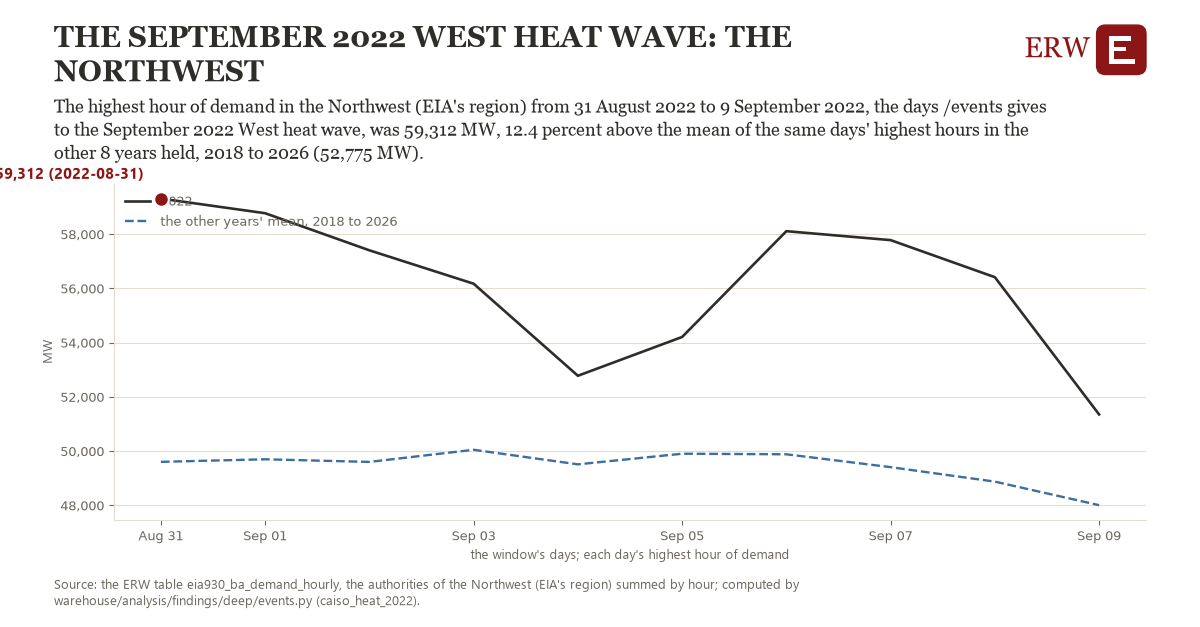 THE SEPTEMBER 2022 WEST HEAT WAVE: THE
NORTHWEST
ERW E
The highest hour of demand in the Northwest (EIA's region) from 31 August 2022 to 9 September 2022, the days /events gives
to the September 2022 West heat wave, was 59,312 MW, 12.4 percent above the mean of the same days' highest hours in the
other 8 years held, 2018 to 2026 (52,775 MW).
59,312 (2022-08-31)
022
the other years' mean, 2018 to 2026
58,000
56,000
54,000
52,000
50,000
48,000
MW
Aug 31 Sep 01 Sep 03 Sep 05 Sep 07 Sep 09
the window's days; each day's highest hour of demand
Source: the ERW table eia930_ba_demand_hourly, the authorities of the Northwest (EIA's region) summed by hour; computed by
warehouse/analysis/findings/deep/events.py (caiso_heat_2022).